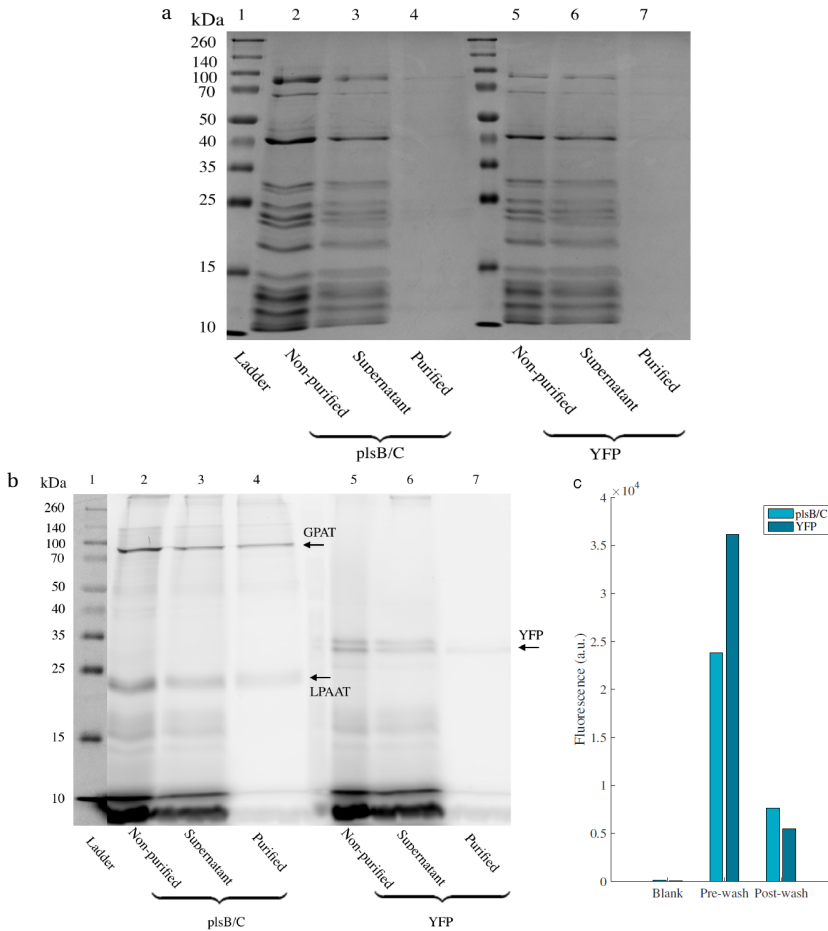 a
kDa 1 2 3 4 5 6 7
260
140
100
70
50
40
35
25
15
10
Ladder
Non-purified
Supernatant
Purified
Non-purified
Supernatant
Purified
plsB/C
YFP
b
kDa 1 2 3 4 5 6 7
260
140
100
70
50
40
35
25
15
10
GPAT
YFP
LPAAT
Ladder
Non-purified
Supernatant
Purified
Non-purified
Supernatant
Purified
plsB/C
YFP
c
×10⁴
4
3.5
3
2.5
2
1.5
1
0.5
0
Fluorescence (a.u.)
plsB/C
YFP
Blank Pre-wash Post-wash